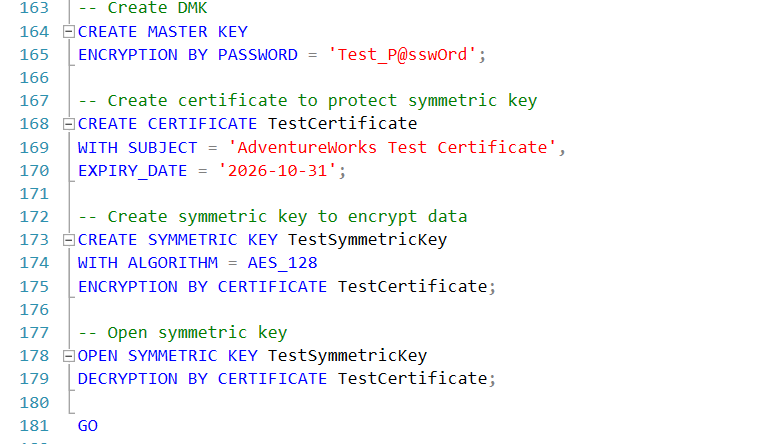 163 -- Create DMK
164 CREATE MASTER KEY
165 ENCRYPTION BY PASSWORD = 'Test_P@sswOrd';
166
167 -- Create certificate to protect symmetric key
168 CREATE CERTIFICATE TestCertificate
169 WITH SUBJECT = 'AdventureWorks Test Certificate',
170 EXPIRY_DATE = '2026-10-31';
171
172 -- Create symmetric key to encrypt data
173 CREATE SYMMETRIC KEY TestSymmetricKey
174 WITH ALGORITHM = AES_128
175 ENCRYPTION BY CERTIFICATE TestCertificate;
176
177 -- Open symmetric key
178 OPEN SYMMETRIC KEY TestSymmetricKey
179 DECRYPTION BY CERTIFICATE TestCertificate;
180
181 GO